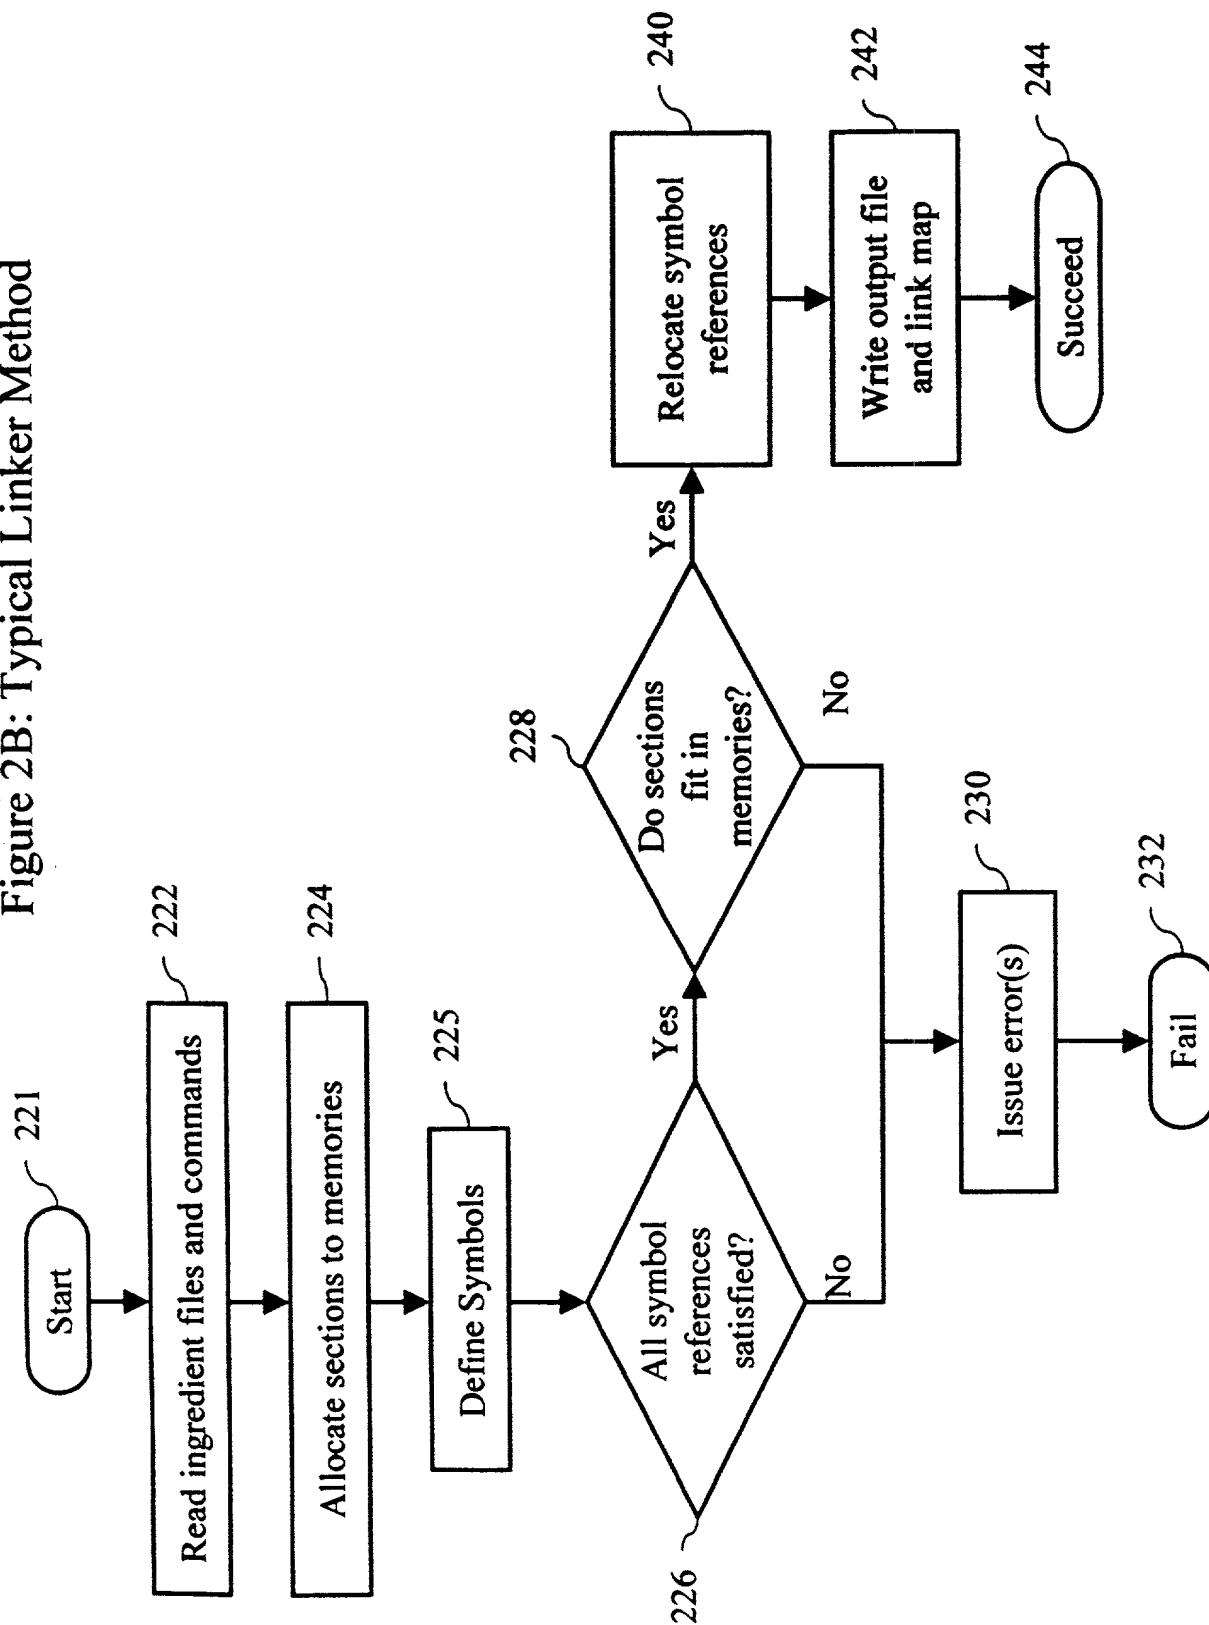 Figure 2B: Typical Linker Method
Start
221
Read ingredient files and commands
222
Allocate sections to memories
224
Define Symbols
225
All symbol
references
satisfied?
226
Yes
No
Do sections
fit in
memories?
228
Yes
No
Issue error(s)
230
Fail
232
Relocate symbol
references
240
Write output file
and link map
242
Succeed
244